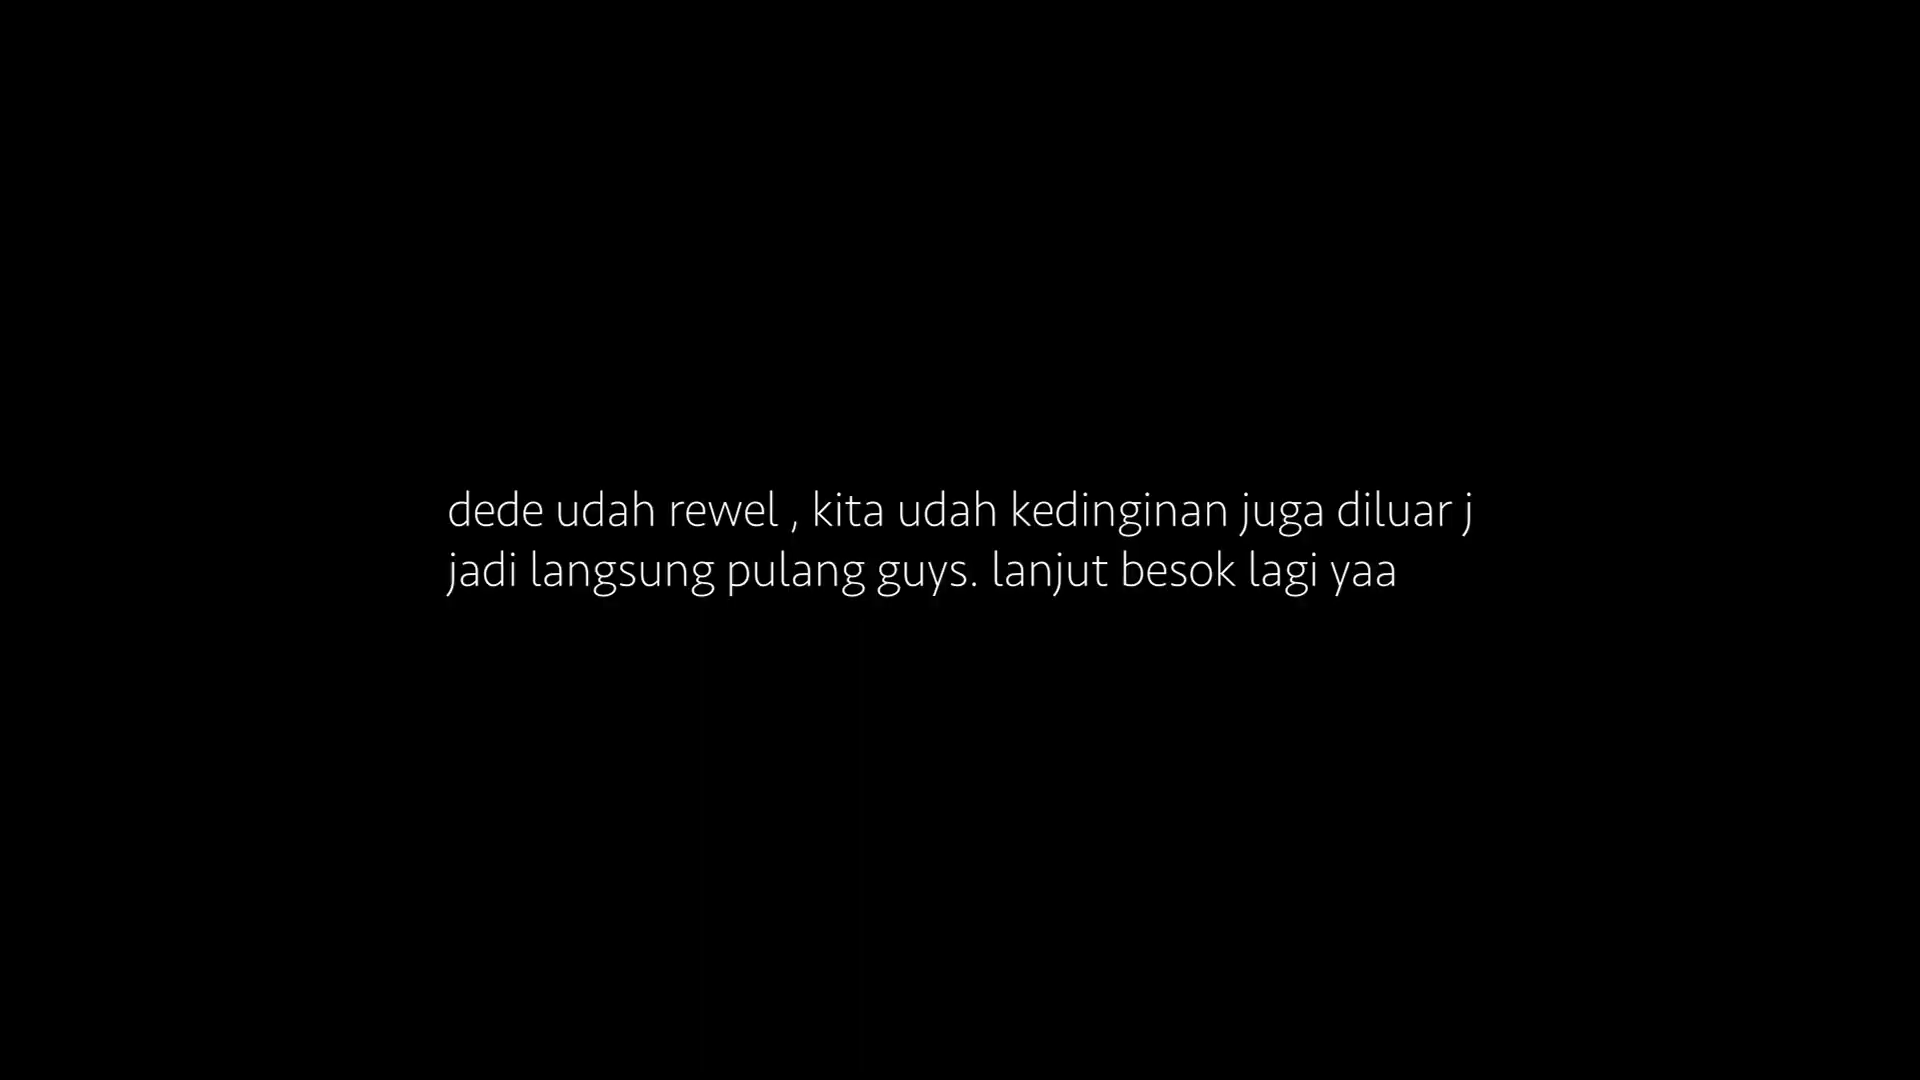 dede udah rewel , kita udah kedinginan juga diluar j
jadi langsung pulang guys. lanjut besok lagi yaa